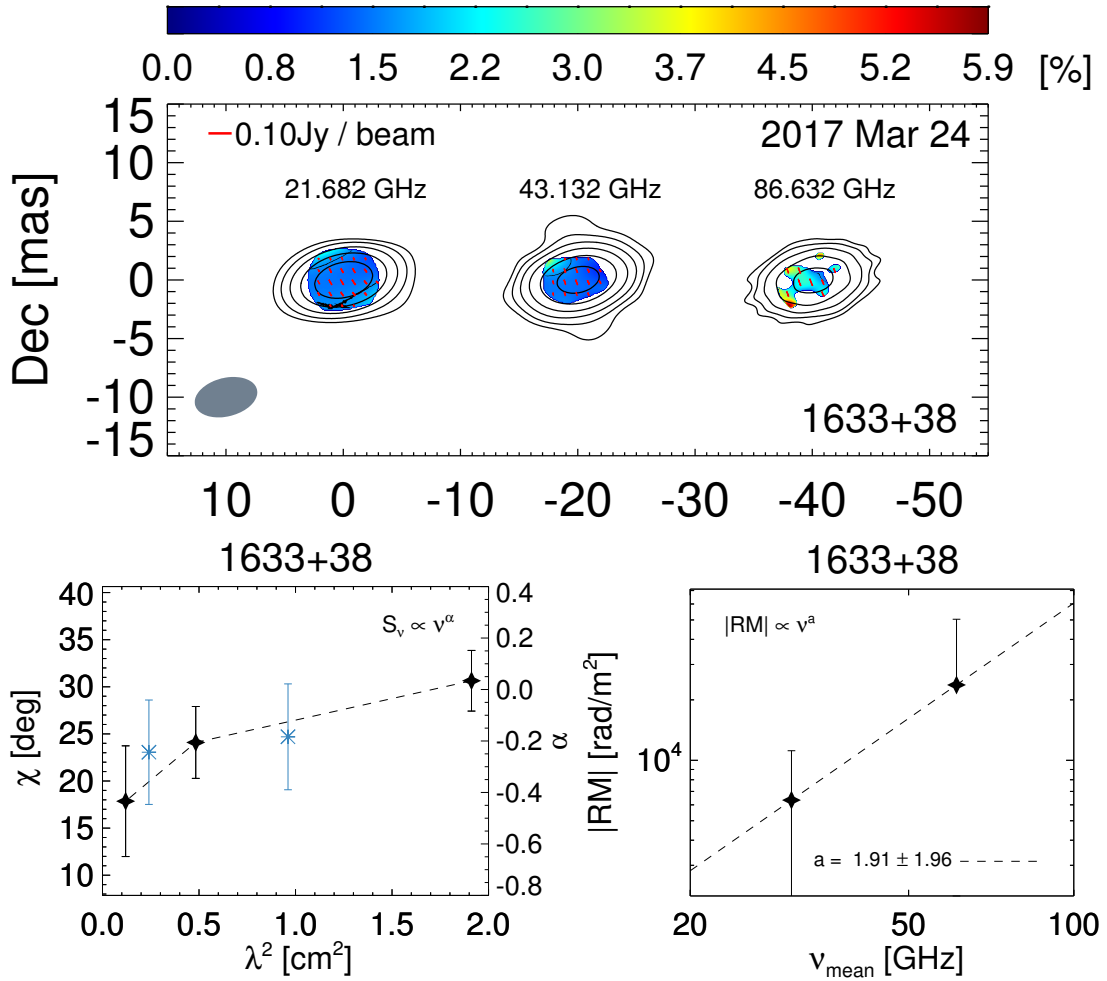 0.0 0.8 1.5 2.2 3.0 3.7 4.5 5.2 5.9 [%]
15
10
5
0
-5
-10
-15
Dec [mas]
0.10Jy / beam
2017 Mar 24
21.682 GHz 43.132 GHz 86.632 GHz
1633+38
10 0 -10 -20 -30 -40 -50
1633+38
40
35
30
25
20
15
10
χ [deg]
S_ν ∝ ν^α
0.4
0.2
0.0
-0.2
-0.4
-0.6
-0.8
α
0.0 0.5 1.0 1.5 2.0
λ² [cm²]
1633+38
|RM| ∝ ν^a
10⁴
|RM| [rad/m²]
a = 1.91 ± 1.96
20 50 100
ν_mean [GHz]